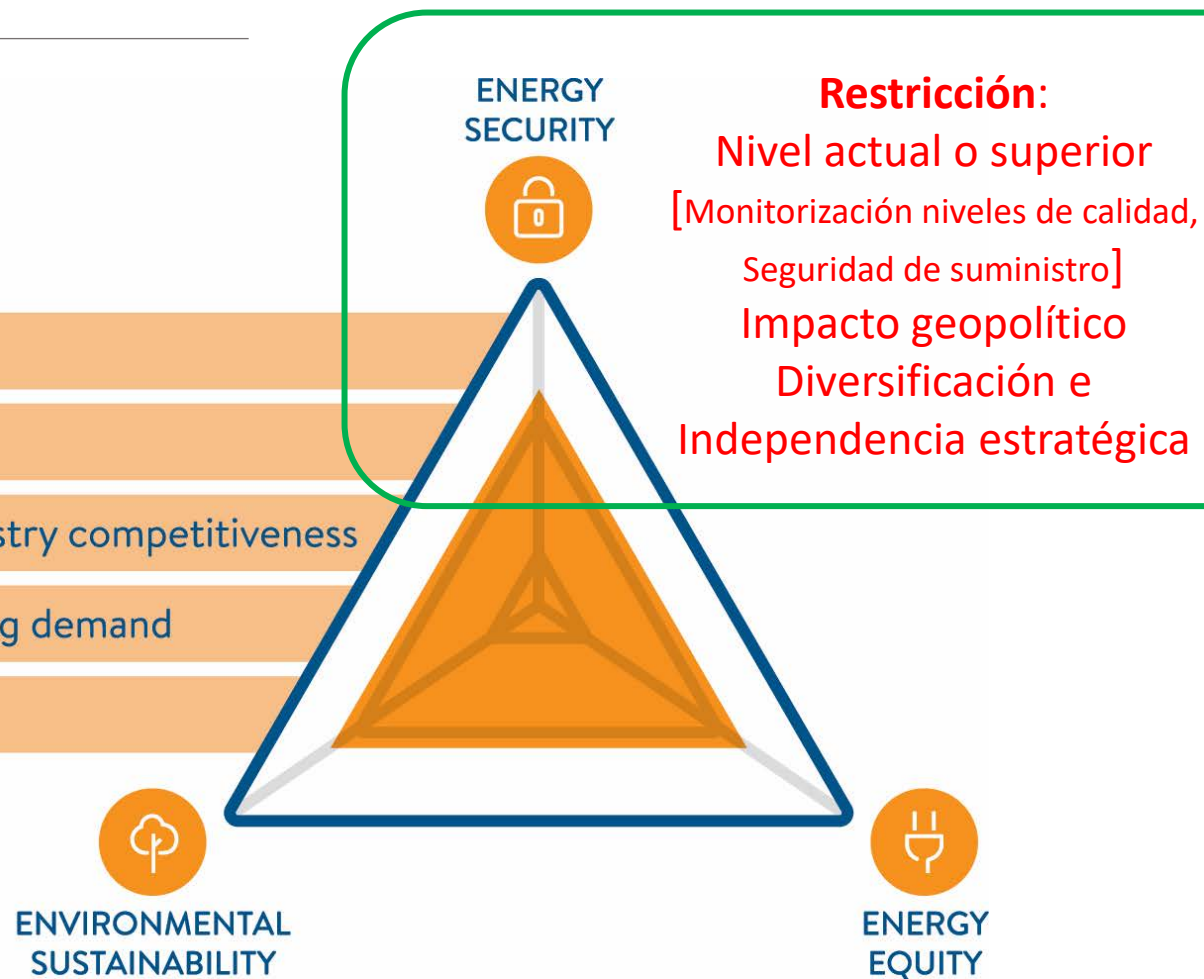 ENERGY
SECURITY
Restricción:
Nivel actual o superior
[Monitorización niveles de calidad,
Seguridad de suministro]
Impacto geopolítico
Diversificación e
Independencia estratégica
competitiveness
demand
ENVIRONMENTAL
SUSTAINABILITY
ENERGY
EQUITY